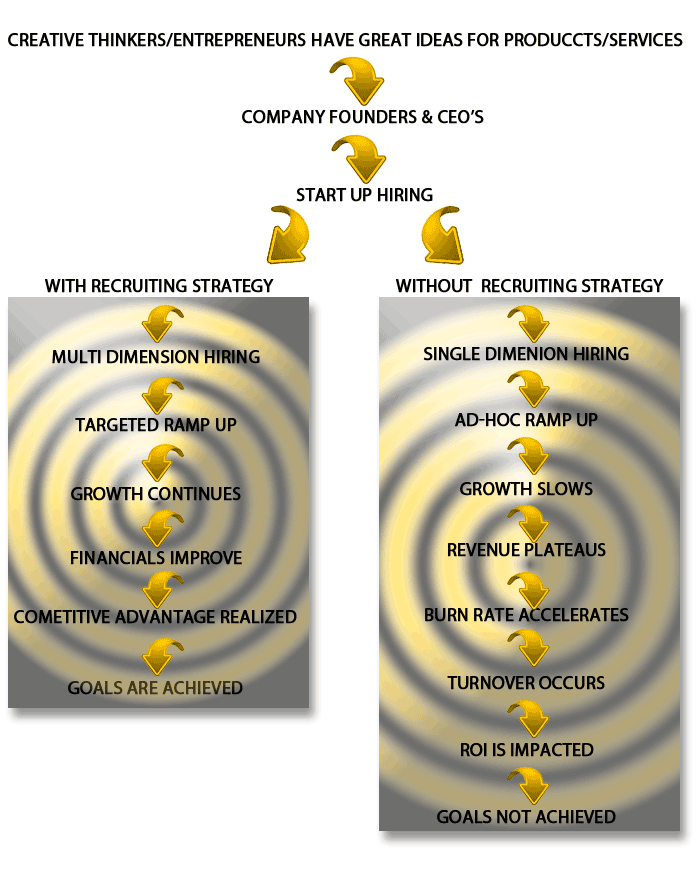 CREATIVE THINKERS/ENTREPRENEURS HAVE GREAT IDEAS FOR PRODUCCTS/SERVICES
COMPANY FOUNDERS & CEO'S
START UP HIRING
WITH RECRUITING STRATEGY
MULTI DIMENSION HIRING
TARGETED RAMP UP
GROWTH CONTINUES
FINANCIALS IMPROVE
COMETITIVE ADVANTAGE REALIZED
GOALS ARE ACHIEVED
WITHOUT RECRUITING STRATEGY
SINGLE DIMENION HIRING
AD-HOC RAMP UP
GROWTH SLOWS
REVENUE PLATEAUS
BURN RATE ACCELERATES
TURNOVER OCCURS
ROI IS IMPACTED
GOALS NOT ACHIEVED